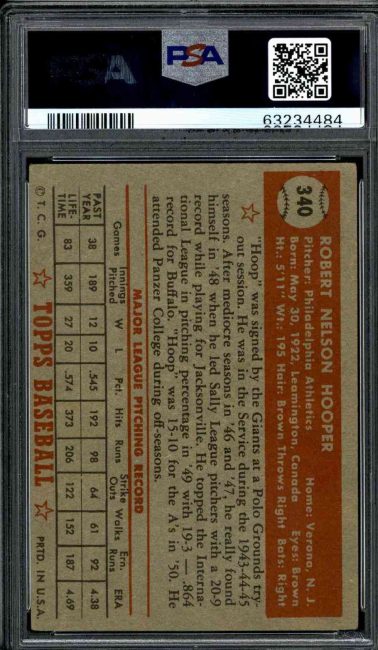 PSA
PSA
63234484
340
ROBERT NELSON HOOPER
Pitcher: Philadelphia Athletics Home: Verona, N. J.
Born: May 30, 1922, Leamington, Canada Eyes: Brown
Ht.: 5'11" Wt.: 195 Hair: Brown Throws: Right Bats: Right
"Hoop" was signed by the Giants at a Polo Grounds try-
out session. He was in the Service during the 1943-44-45
seasons. After mediocre seasons in '46 and '47, he really found
himself in '48 when he led Sally League pitchers with a 20-9
record while playing for Jacksonville. He topped the Interna-
tional League in pitching percentage in '49 with 19-3 — .864
record for Buffalo. "Hoop" was 15-10 for the A's in '50. He
attended Panzer College during off-seasons.
MAJOR LEAGUE PITCHING RECORD
Games Innings Pitched W L Pct. Hits Runs Strike Outs Walks Ern. Runs ERA
PAST YEAR 38 189 12 10 .545 192 98 64 61 92 4.38
LIFE-TIME 83 359 27 20 .574 373 206 122 152 187 4.69
© T. C. G. TOPPS BASEBALL PRTD. IN U.S.A.